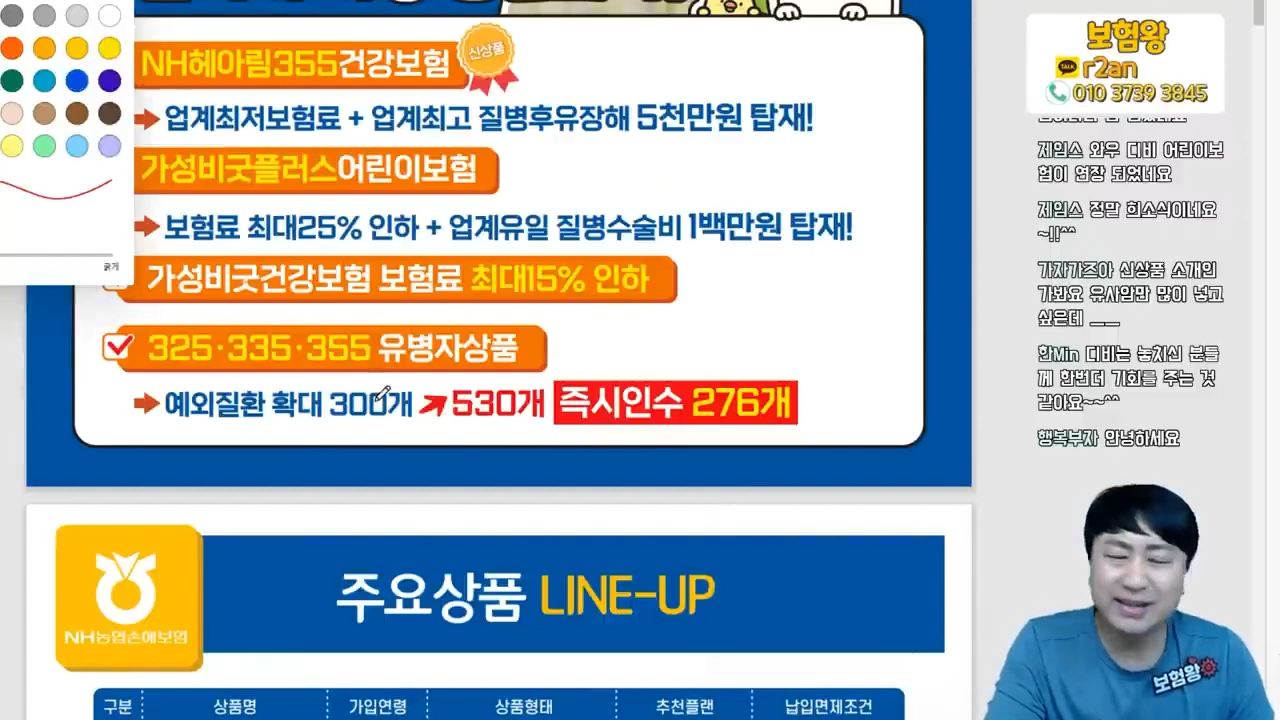 NH헤아림355건강보험
신상품
업계최저보험료 + 업계최고 질병후유장해 5천만원 탑재!
가성비굿플러스어린이보험
보험료 최대25% 인하 + 업계유일 질병수술비 1백만원 탑재!
가성비굿건강보험 보험료 최대15% 인하
325·335·355 유병자상품
예외질환 확대 300개 530개 즉시인수 276개
굵게
NH농협손해보험
주요상품 LINE-UP
구분 상품명 가입연령 상품형태 추천플랜 납입면제조건
보험왕
TALK r2an
010 3739 3845
제임스 와우 디비 어린이보
험이 연장 되었네요
제임스 정말 희소식이네요
~!!^^
가자가즈아 신상품 소개인
가봐요 유사암만 많이 넣고
싶은데 ㅡㅡ
한Min 디비는 놓치신 분들
께 한번더 기회를 주는 것
같아요~~^^
행복부자 안녕하세요
보험왕